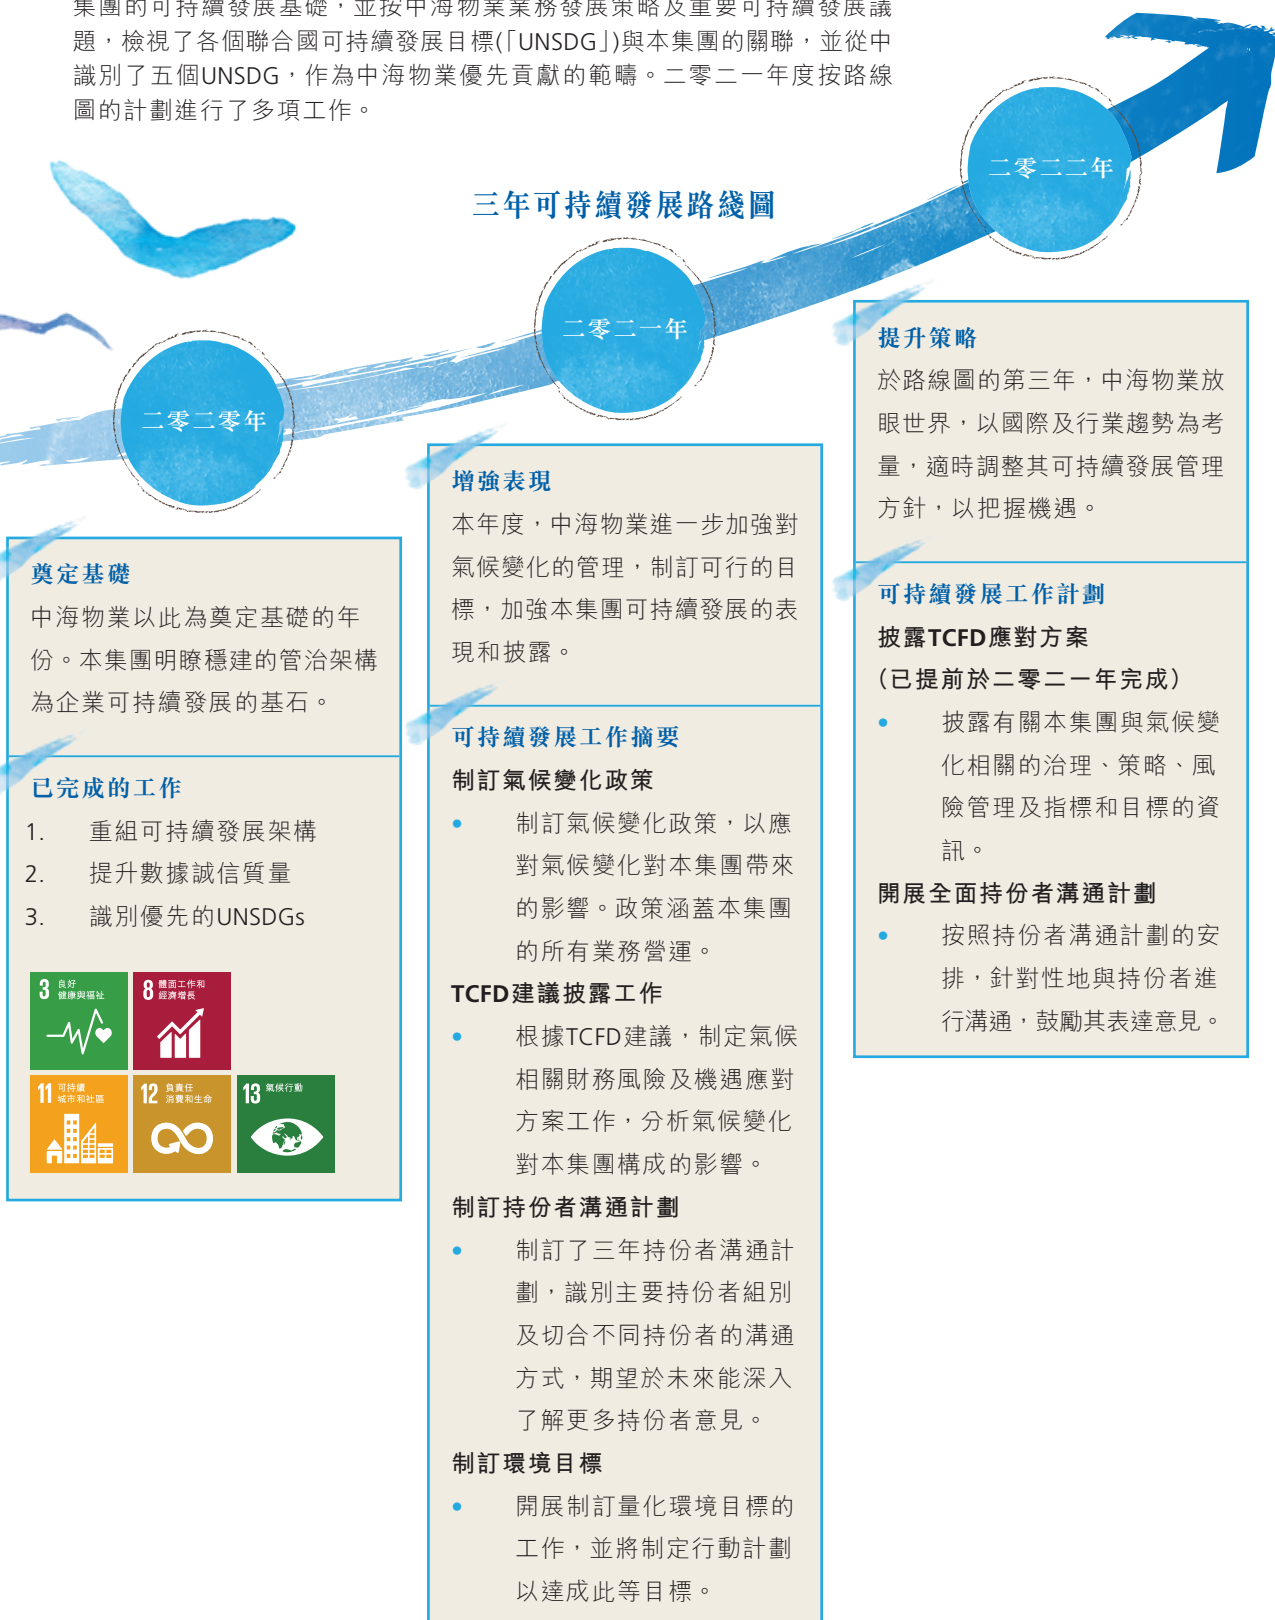 集團的可持續發展基礎，並按中海物業業務發展策略及重要可持續發展議
題，檢視了各個聯合國可持續發展目標(「UNSDG」)與本集團的關聯，並從中
識別了五個UNSDG，作為中海物業優先貢獻的範疇。二零二一年度按路線
圖的計劃進行了多項工作。
三年可持續發展路綫圖
二零二零年
奠定基礎
中海物業以此為奠定基礎的年
份。本集團明瞭穩建的管治架構
為企業可持續發展的基石。
已完成的工作
1. 重組可持續發展架構
2. 提升數據誠信質量
3. 識別優先的UNSDGs
3 良好
健康與福祉
8 體面工作和
經濟增長
11 可持續
城市和社區
12 負責任
消費和生命
13 氣候行動
二零二一年
增強表現
本年度，中海物業進一步加強對
氣候變化的管理，制訂可行的目
標，加強本集團可持續發展的表
現和披露。
可持續發展工作摘要
制訂氣候變化政策
• 制訂氣候變化政策，以應
對氣候變化對本集團帶來
的影響。政策涵蓋本集團
的所有業務營運。
TCFD建議披露工作
• 根據TCFD建議，制定氣候
相關財務風險及機遇應對
方案工作，分析氣候變化
對本集團構成的影響。
制訂持份者溝通計劃
• 制訂了三年持份者溝通計
劃，識別主要持份者組別
及切合不同持份者的溝通
方式，期望於未來能深入
了解更多持份者意見。
制訂環境目標
• 開展制訂量化環境目標的
工作，並將制定行動計劃
以達成此等目標。
二零二二年
提升策略
於路線圖的第三年，中海物業放
眼世界，以國際及行業趨勢為考
量，適時調整其可持續發展管理
方針，以把握機遇。
可持續發展工作計劃
披露TCFD應對方案
(已提前於二零二一年完成)
• 披露有關本集團與氣候變
化相關的治理、策略、風
險管理及指標和目標的資
訊。
開展全面持份者溝通計劃
• 按照持份者溝通計劃的安
排，針對性地與持份者進
行溝通，鼓勵其表達意見。